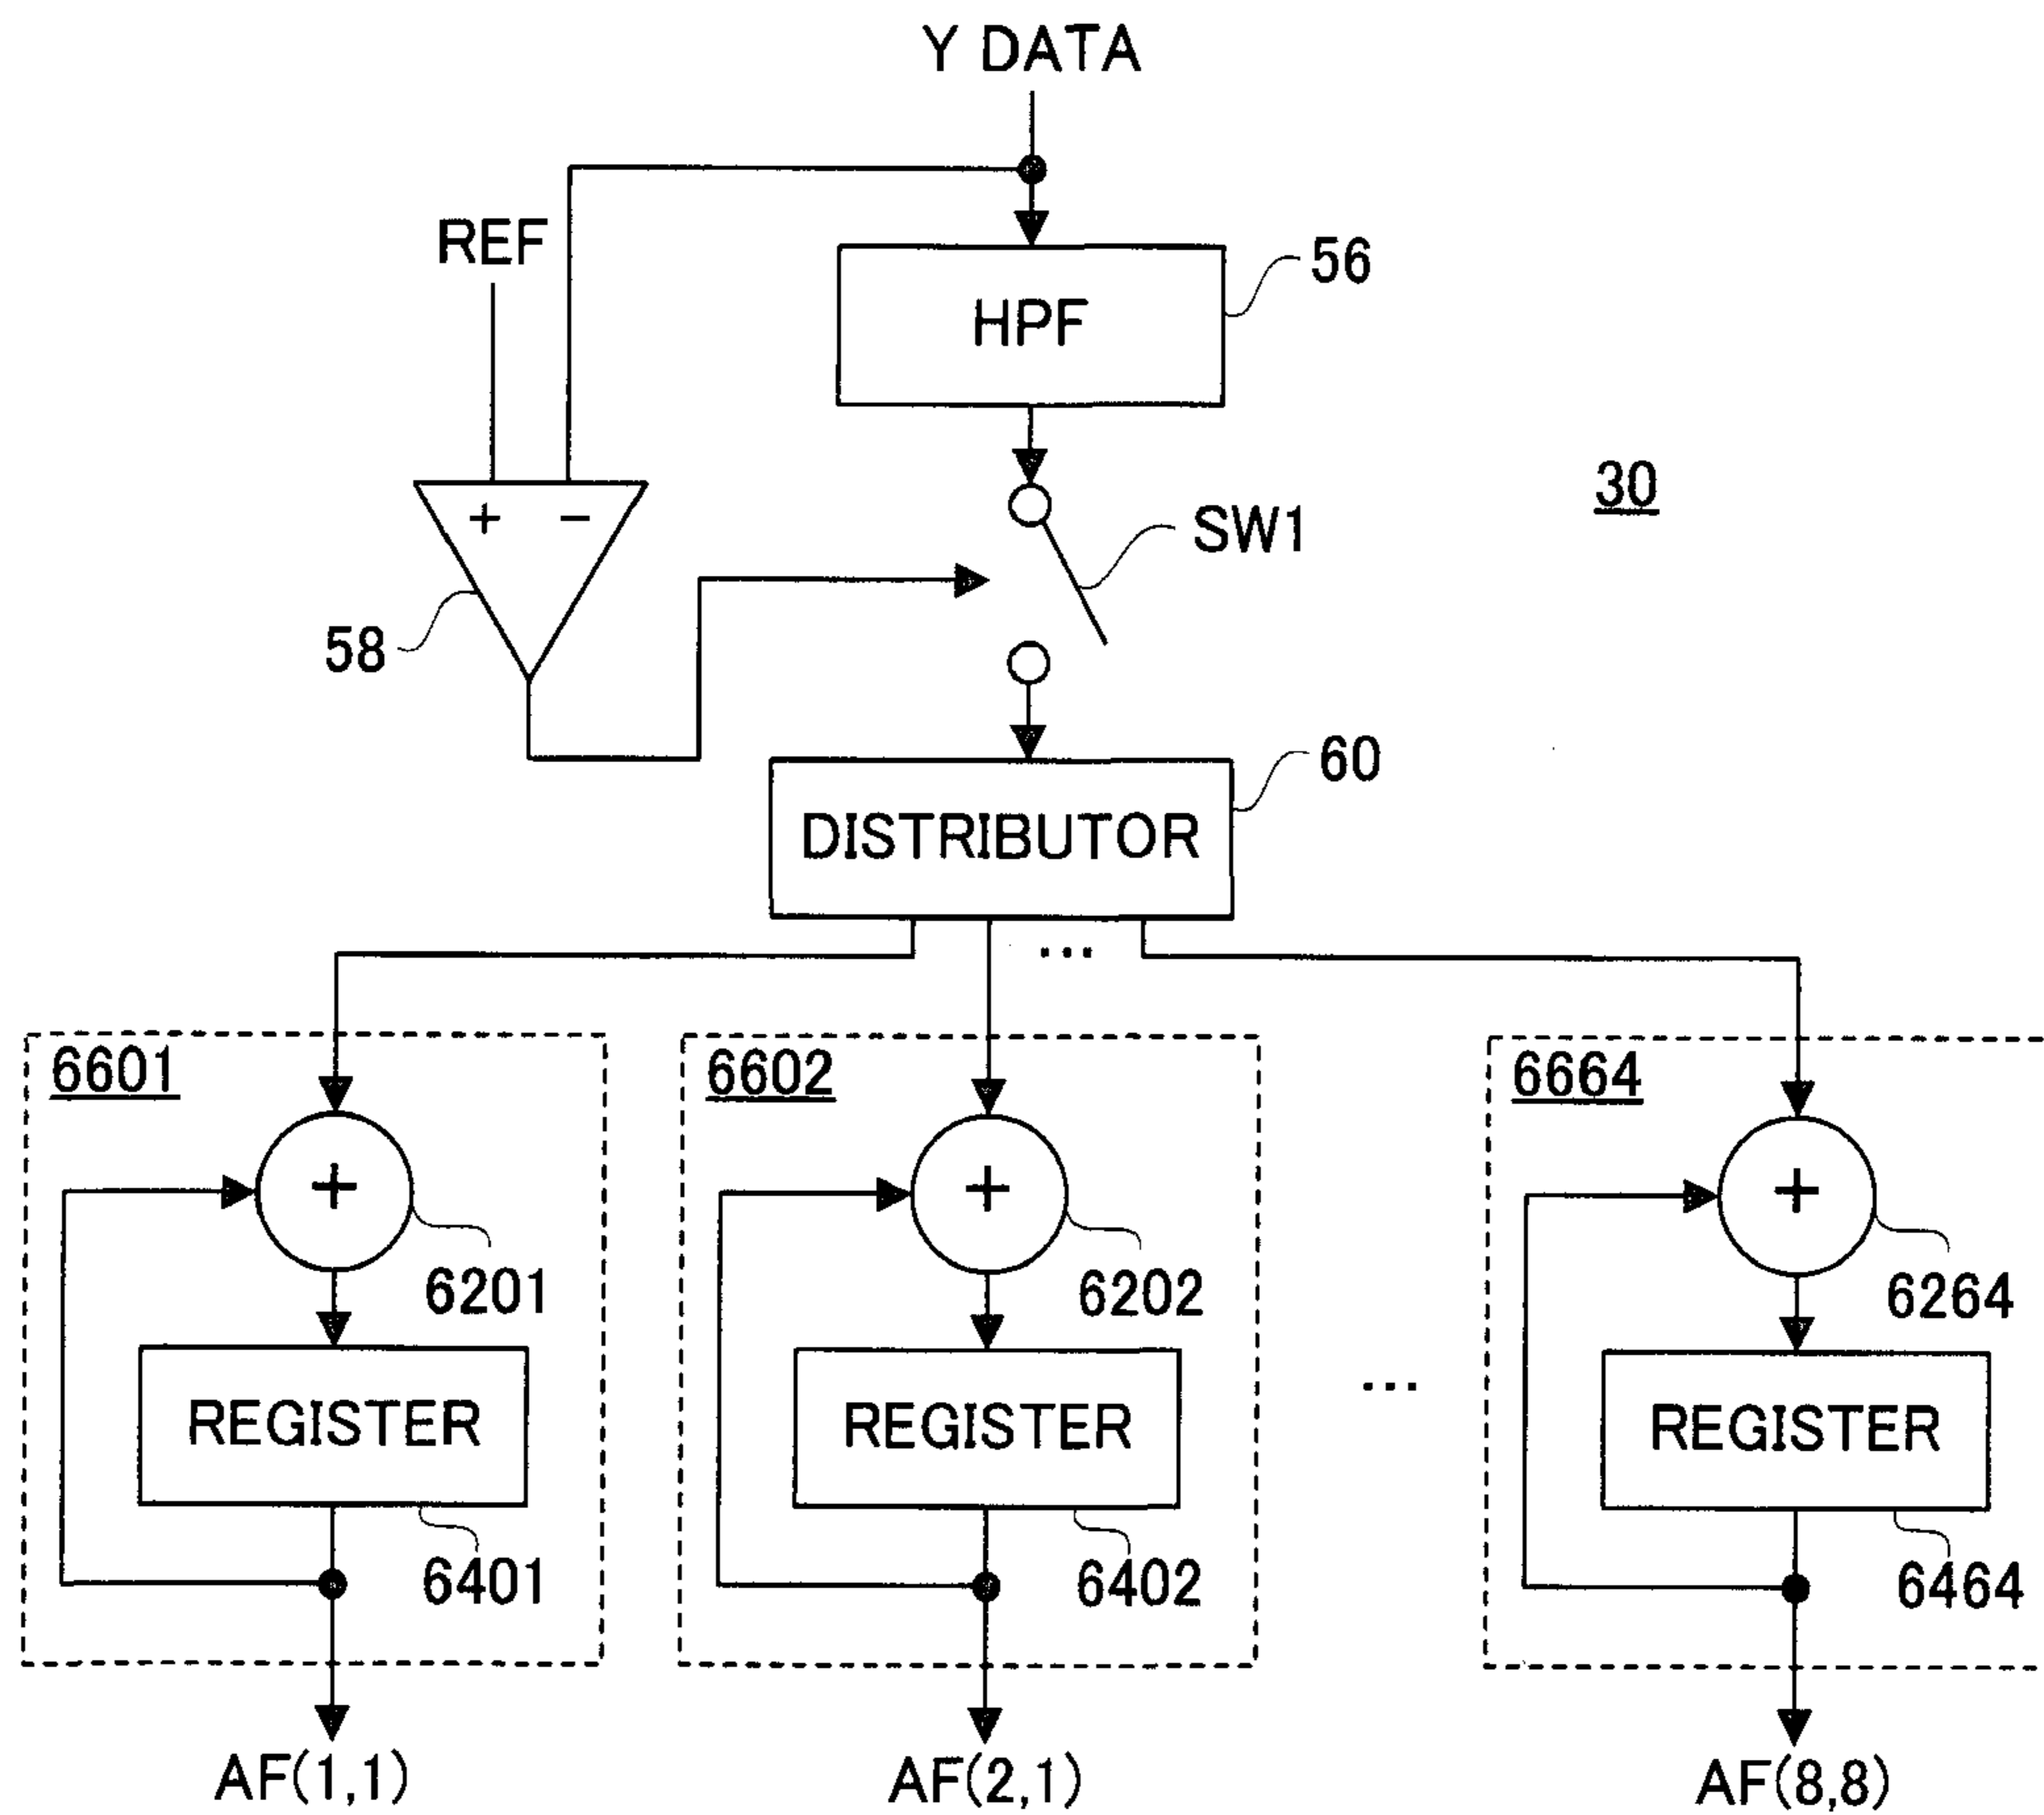 Y DATA
REF
56
HPF
30
SW1
+ −
58
60
DISTRIBUTOR
...
6601
6602
6664
+
+
+
6201
6202
6264
REGISTER
REGISTER
...
REGISTER
6401
6402
6464
AF(1,1)
AF(2,1)
AF(8,8)